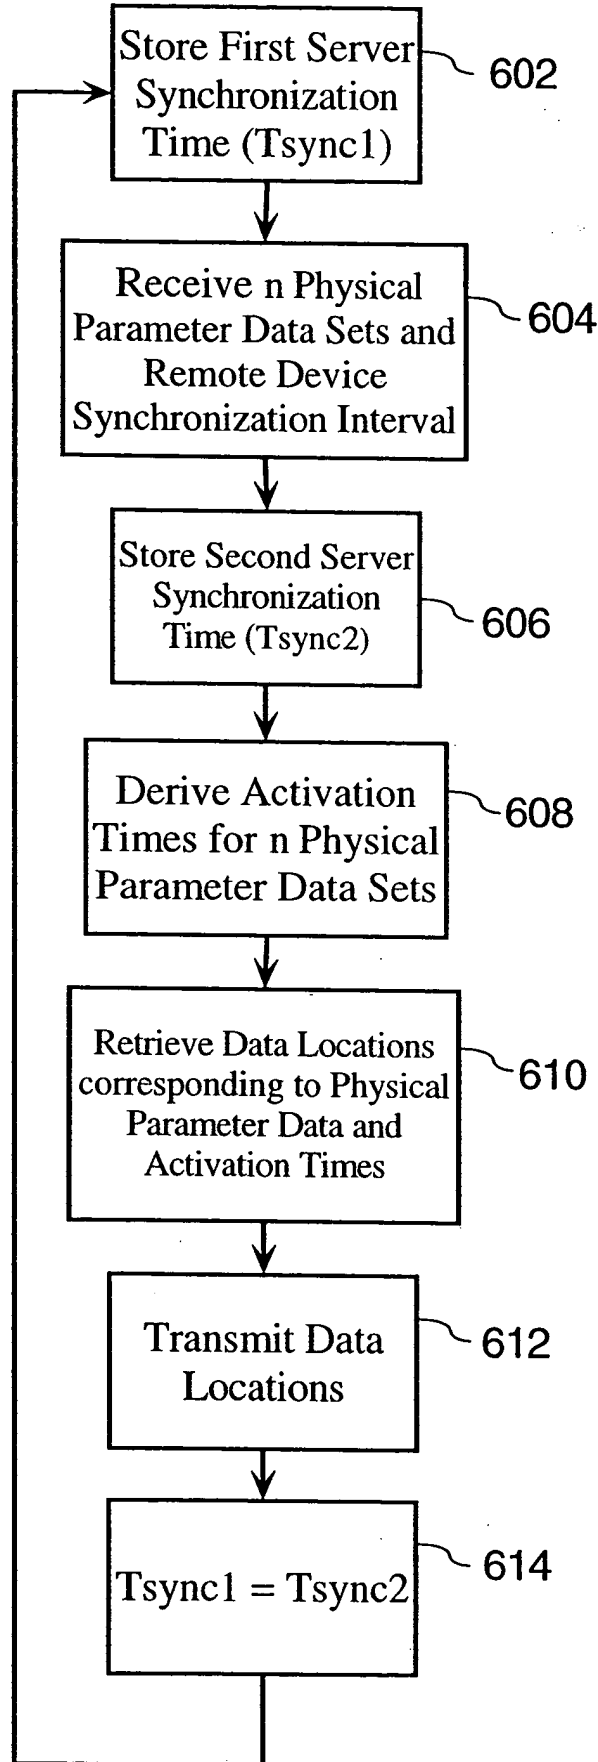 Store First Server
Synchronization
Time (Tsync1)
602
Receive n Physical
Parameter Data Sets and
Remote Device
Synchronization Interval
604
Store Second Server
Synchronization
Time (Tsync2)
606
Derive Activation
Times for n Physical
Parameter Data Sets
608
Retrieve Data Locations
corresponding to Physical
Parameter Data and
Activation Times
610
Transmit Data
Locations
612
Tsync1 = Tsync2
614